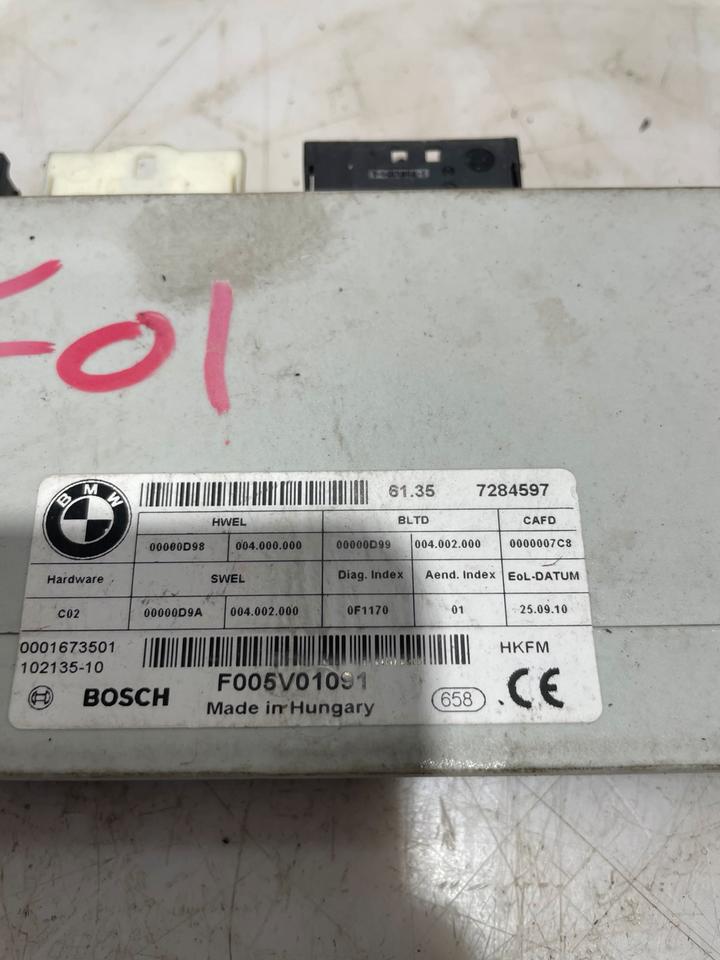 -01
BMW
61.35 7284597
HWEL BLTD CAFD
00000D98 004.000.000 00000D99 004.002.000 0000007C8
Hardware SWEL Diag. Index Aend. Index EoL-DATUM
C02 00000D9A 004.002.000 0F1170 01 25.09.10
0001673501 HKFM
102135-10
BOSCH F005V01091 658 CE
Made in Hungary